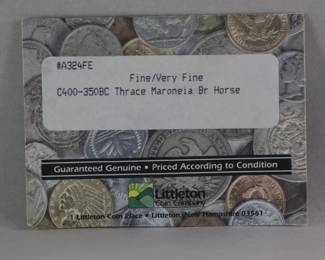 #A324FE
Fine/Very Fine
C400-350BC Thrace Maroneia Br Horse
Guaranteed Genuine • Priced According to Condition
Littleton
Coin Company
1 Littleton Coin Place • Littleton, New Hampshire 03561